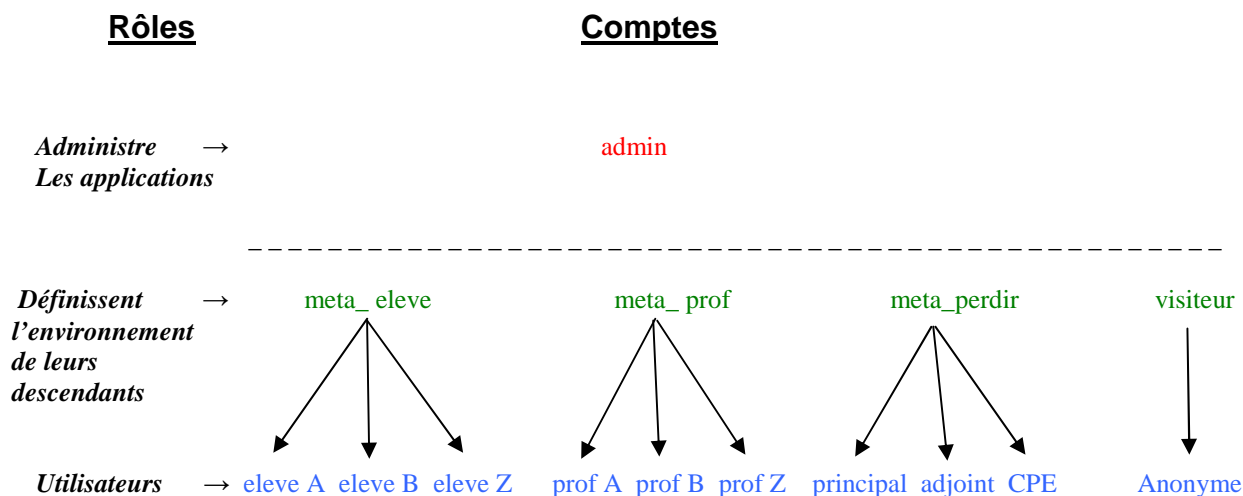 Rôles Comptes
Administre → admin
Les applications
Définissent → meta_ eleve meta_ prof meta_perdir visiteur
l'environnement
de leurs
descendants
Utilisateurs → eleve A eleve B eleve Z prof A prof B prof Z principal adjoint CPE Anonyme